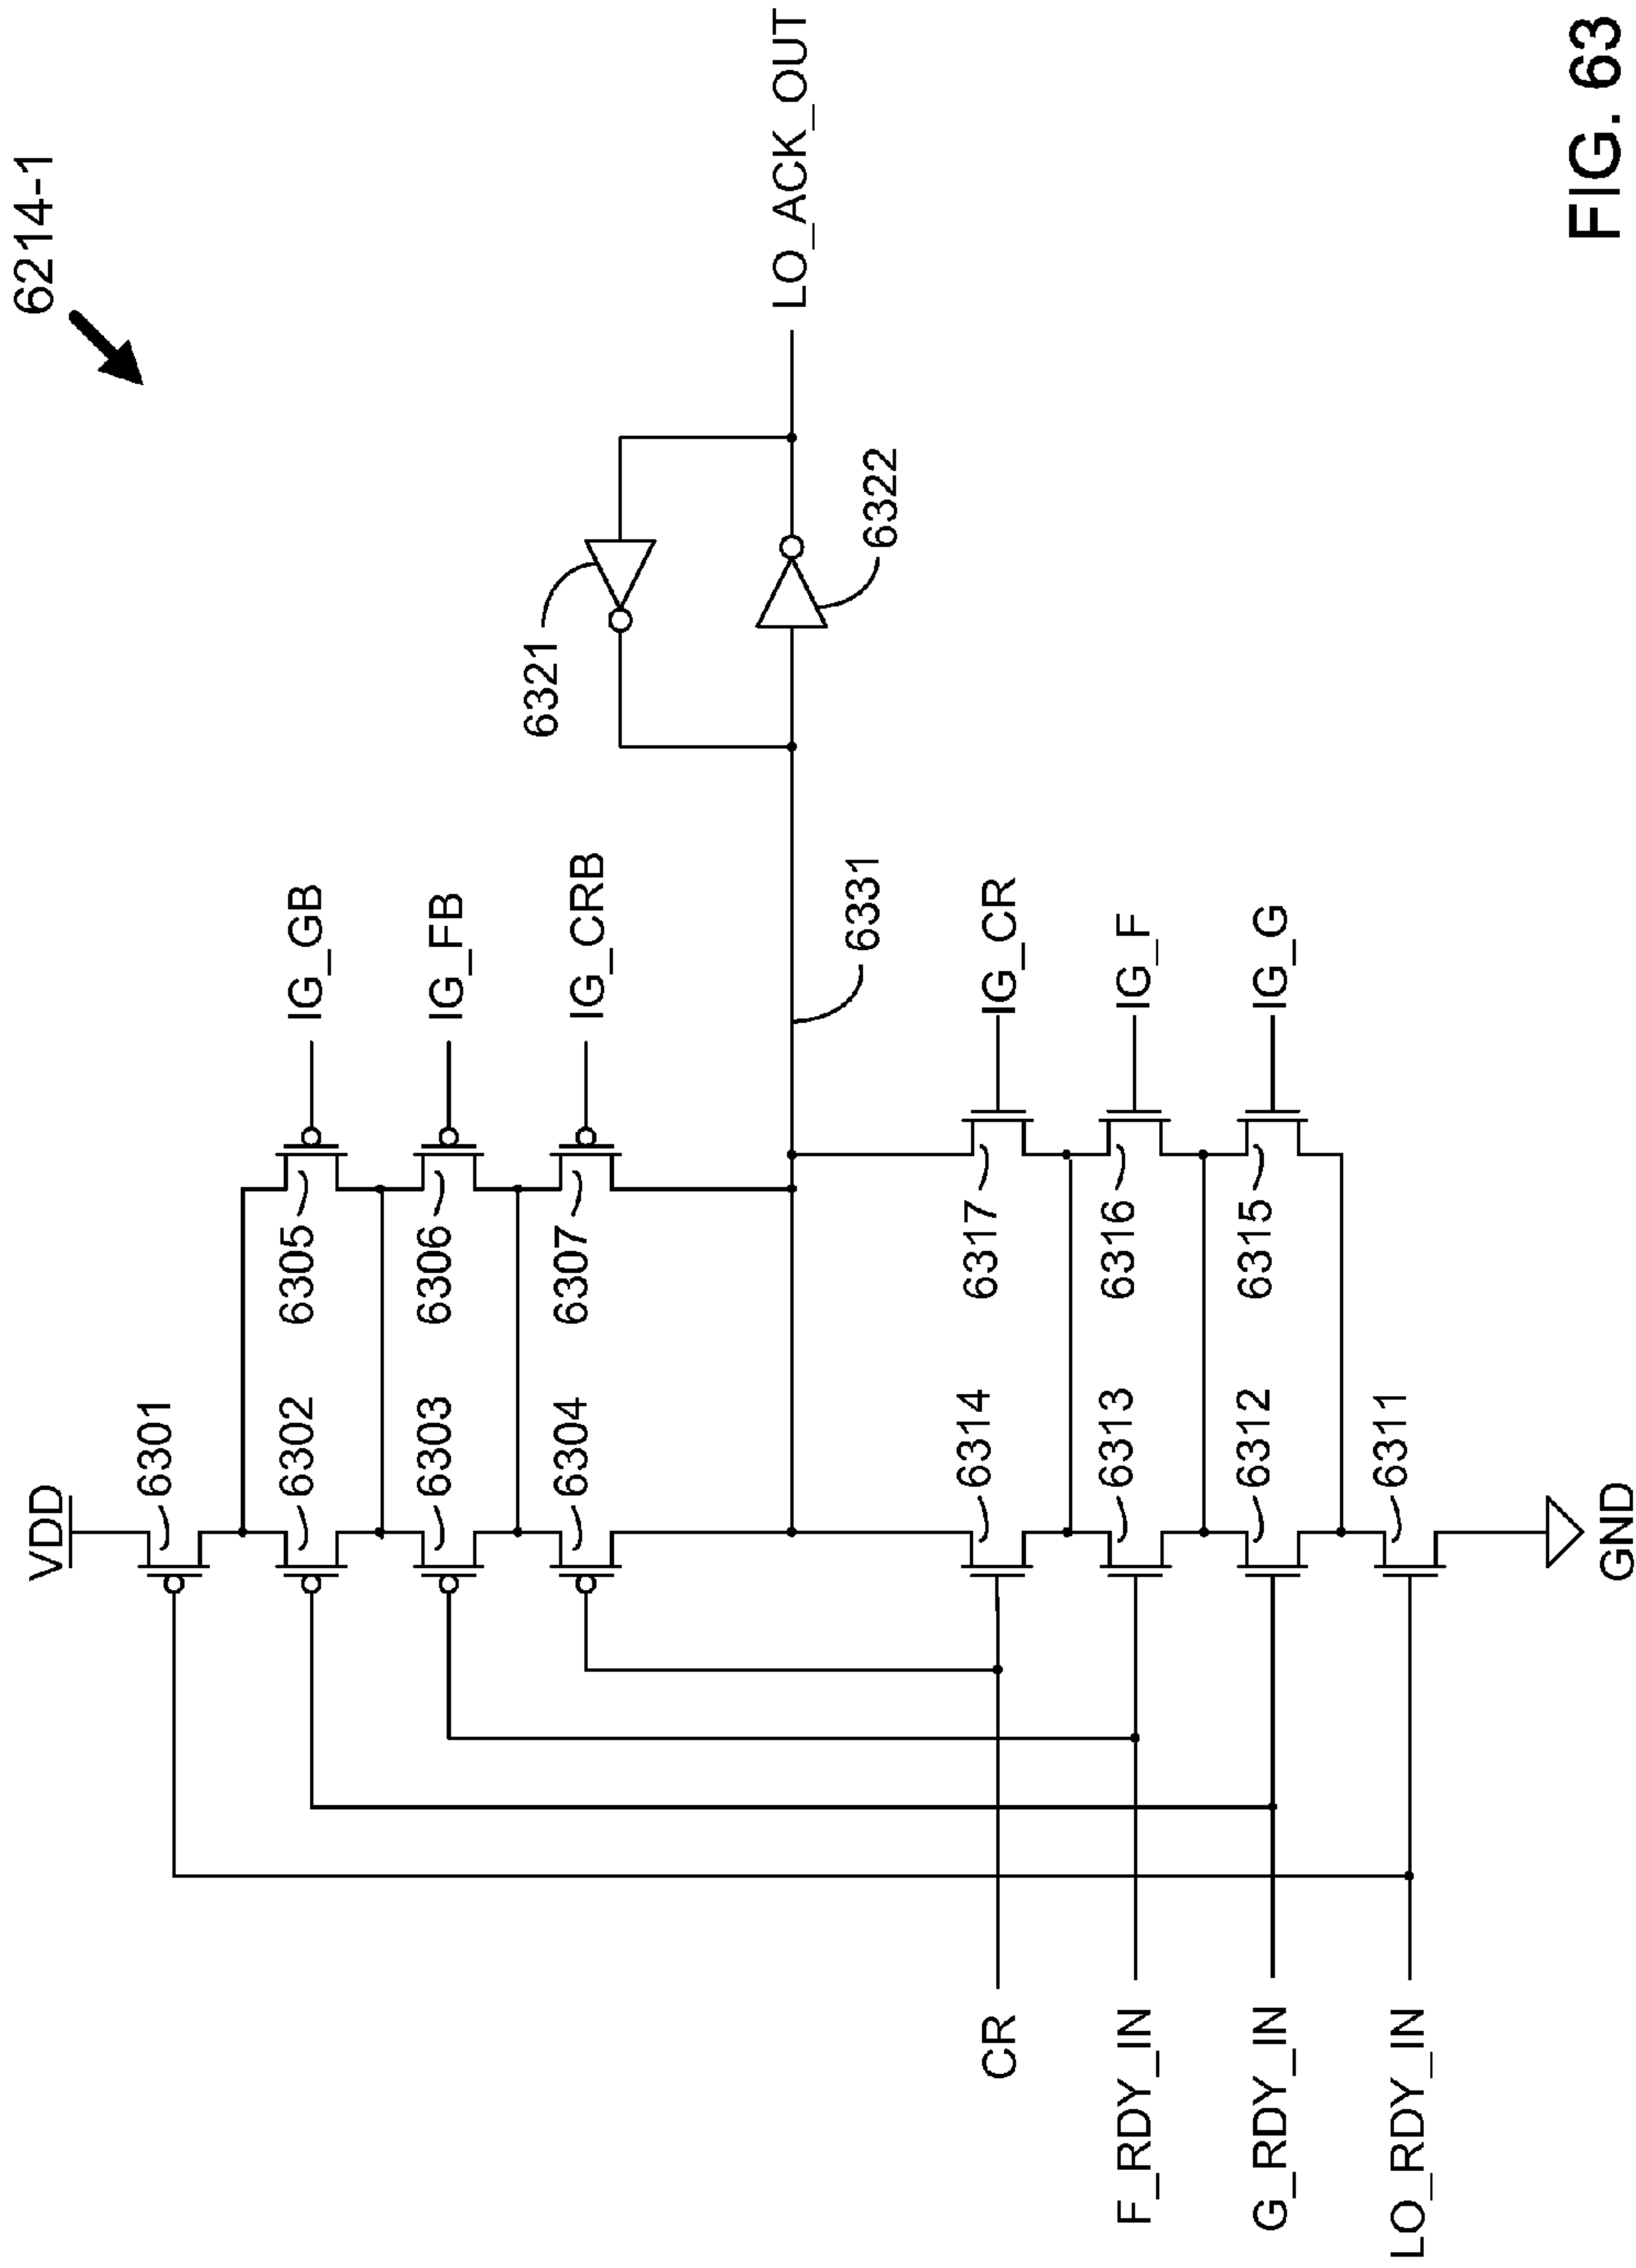 6214-1
VDD
6301
6302
6303
6304
6305
6306
6307
IG_GB
IG_FB
IG_CRB
6321
6322
LO_ACK_OUT
6331
6314
6313
6312
6311
6317
6316
6315
IG_CR
IG_F
IG_G
CR
F_RDY_IN
G_RDY_IN
LO_RDY_IN
GND
FIG. 63